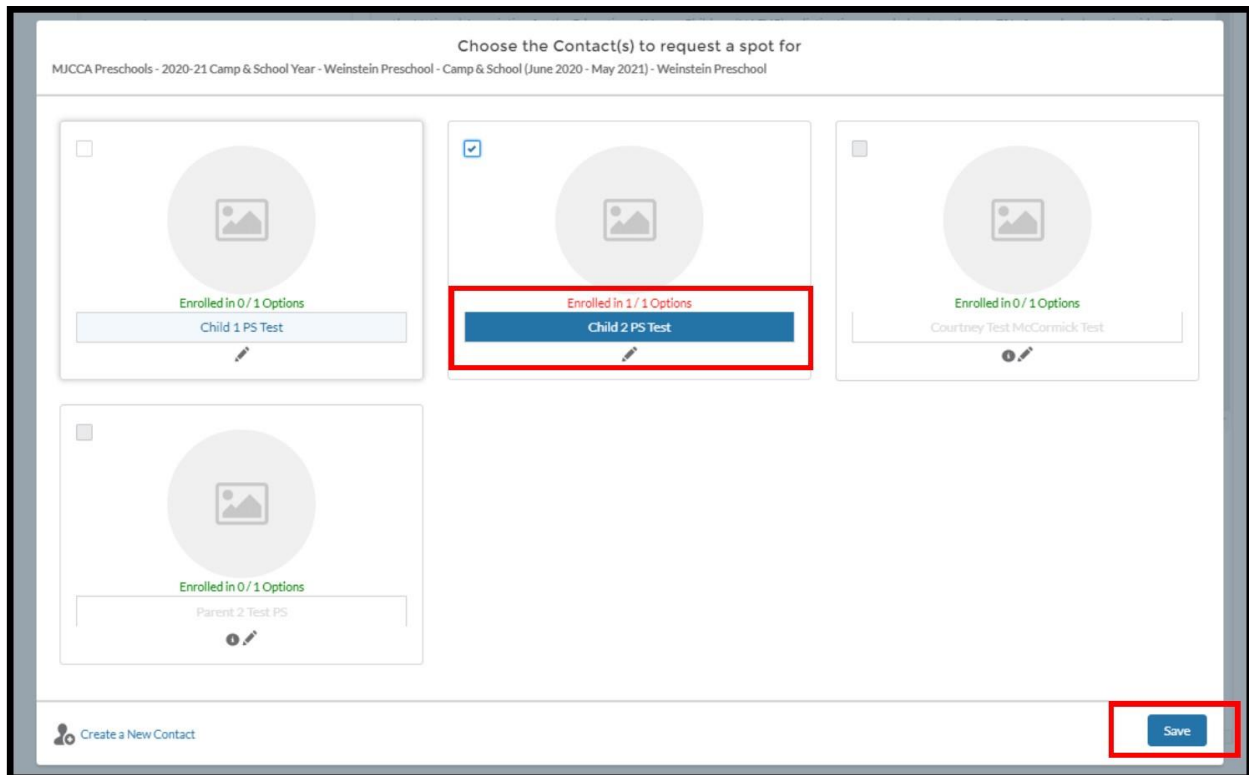 Choose the Contact(s) to request a spot for
MJCCA Preschools - 2020-21 Camp & School Year - Weinstein Preschool - Camp & School (June 2020 - May 2021) - Weinstein Preschool
Enrolled in 0 / 1 Options
Child 1 PS Test
Enrolled in 1 / 1 Options
Child 2 PS Test
Enrolled in 0 / 1 Options
Courtney Test McCormick Test
Enrolled in 0 / 1 Options
Parent 2 Test PS
Create a New Contact
Save